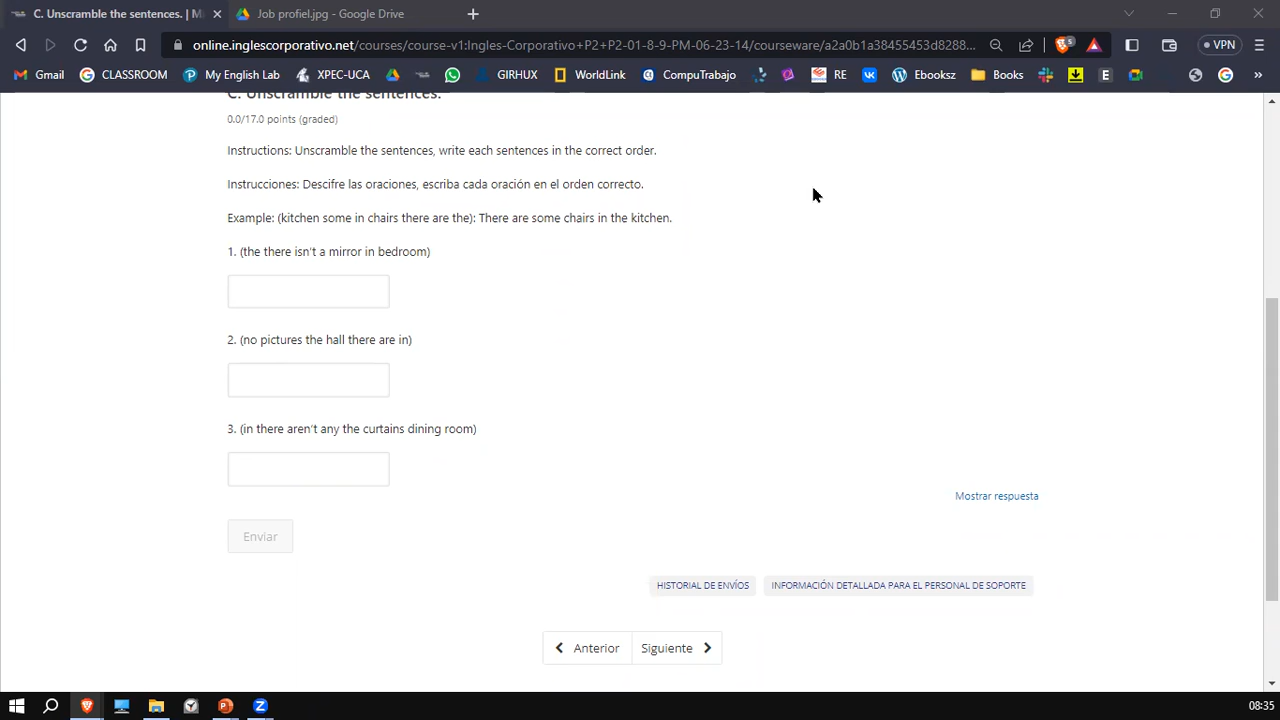 C. Unscramble the sentences. | M
Job profiel.jpg - Google Drive
online.inglescorporativo.net/courses/course-v1:Ingles-Corporativo+P2+P2-01-8-9-PM-06-23-14/courseware/a2a0b1a38455453d8288...
5
VPN
Gmail
CLASSROOM
My English Lab
XPEC-UCA
GIRHUX
WorldLink
CompuTrabajo
RE
Ebooksz
Books
E
»
C. Unscramble the sentences.
0.0/17.0 points (graded)
Instructions: Unscramble the sentences, write each sentences in the correct order.
Instrucciones: Descifre las oraciones, escriba cada oración en el orden correcto.
Example: (kitchen some in chairs there are the): There are some chairs in the kitchen.
1. (the there isn't a mirror in bedroom)
2. (no pictures the hall there are in)
3. (in there aren't any the curtains dining room)
Mostrar respuesta
Enviar
HISTORIAL DE ENVÍOS
INFORMACIÓN DETALLADA PARA EL PERSONAL DE SOPORTE
Anterior
Siguiente
08:35